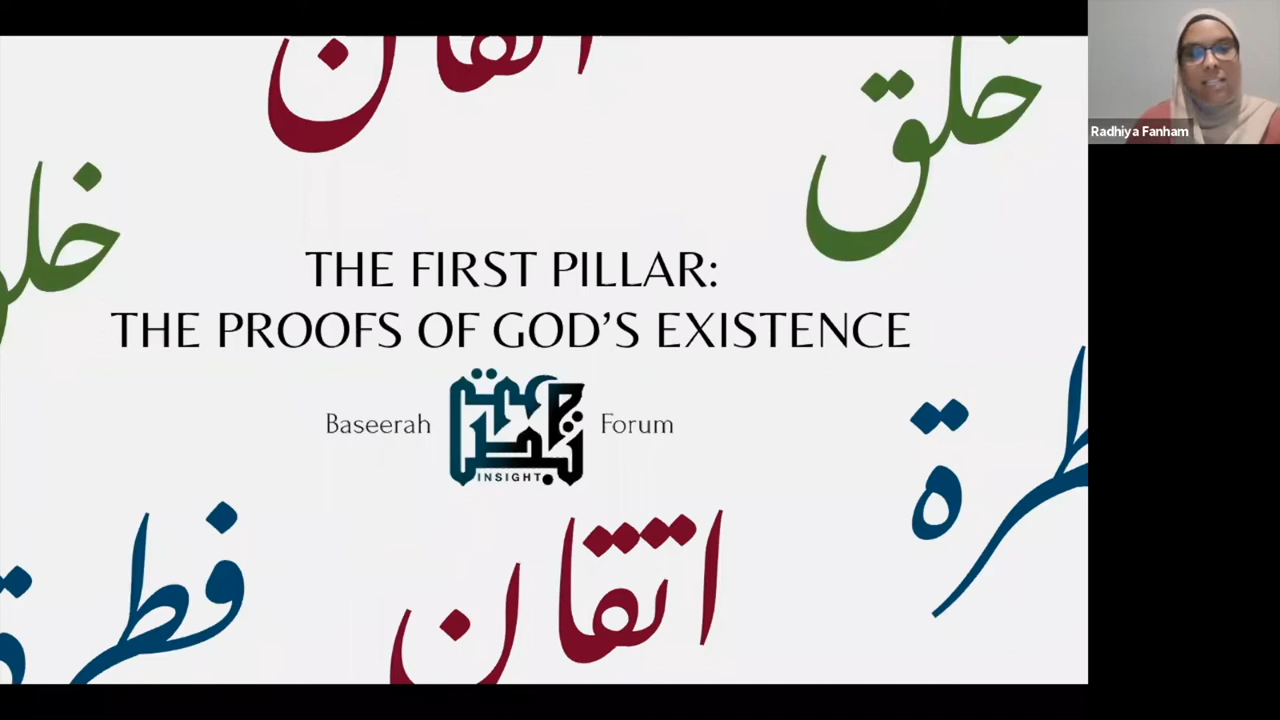 اتقان
خلق
Radhiya Fanham
خلق
THE FIRST PILLAR:
THE PROOFS OF GOD'S EXISTENCE
Baseerah
بصيرة
INSIGHT
Forum
فطرة
فطرة
اتقان